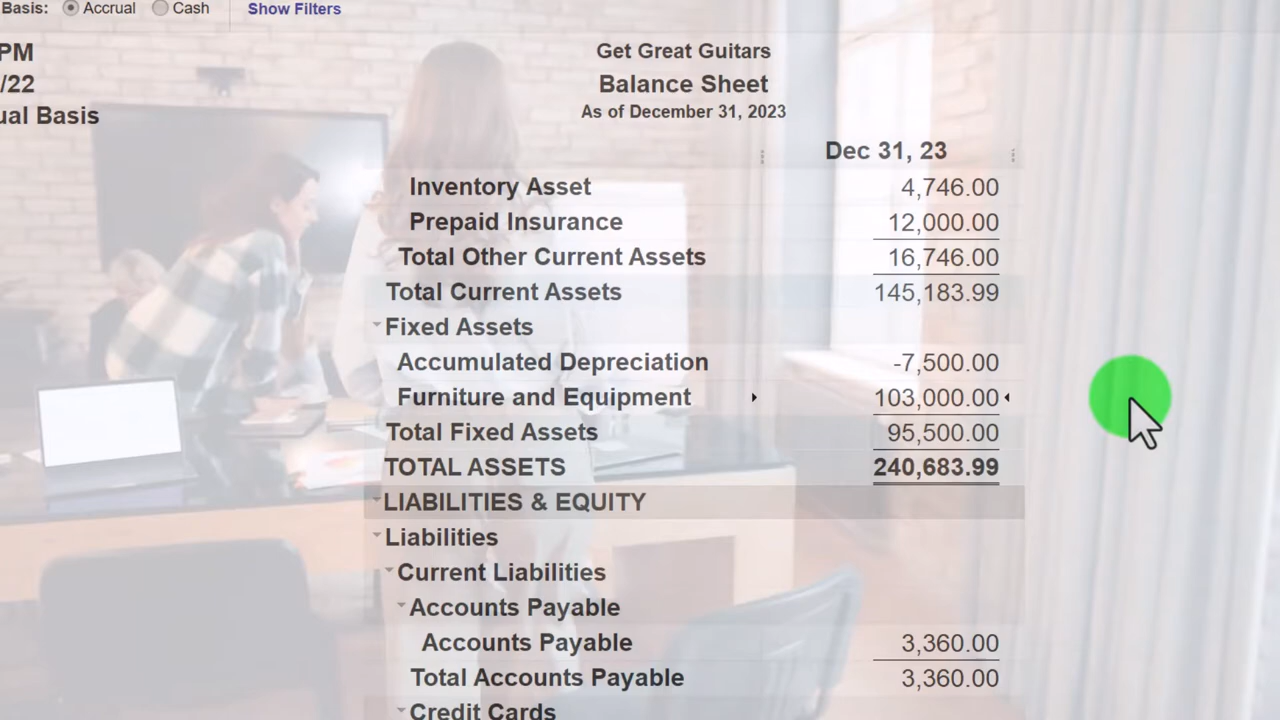 Basis: Accrual Cash Show Filters
PM
/22
ual Basis
Get Great Guitars
Balance Sheet
As of December 31, 2023
Dec 31, 23
Inventory Asset 4,746.00
Prepaid Insurance 12,000.00
Total Other Current Assets 16,746.00
Total Current Assets 145,183.99
Fixed Assets
Accumulated Depreciation -7,500.00
Furniture and Equipment 103,000.00
Total Fixed Assets 95,500.00
TOTAL ASSETS 240,683.99
LIABILITIES & EQUITY
Liabilities
Current Liabilities
Accounts Payable
Accounts Payable 3,360.00
Total Accounts Payable 3,360.00
Credit Cards